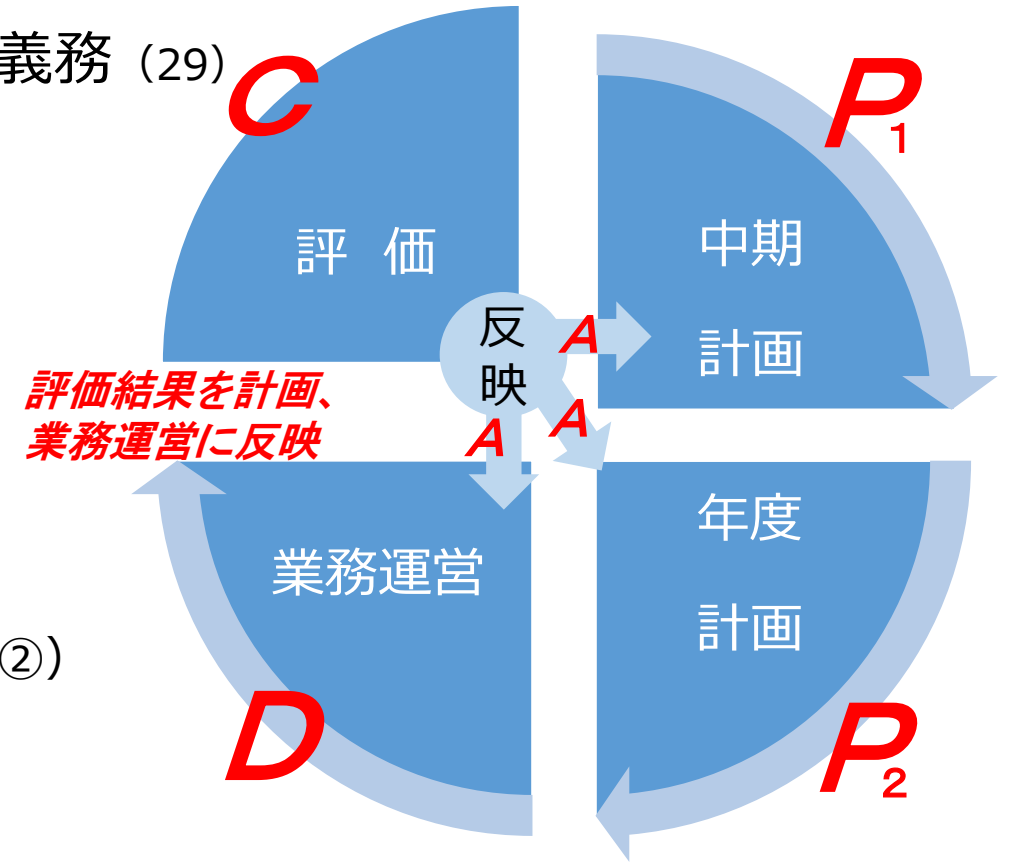 義務（29）
C
P1
評 価
中期
計画
反
映
A
A
A
評価結果を計画、
業務運営に反映
年度
計画
業務運営
②）
D
P2